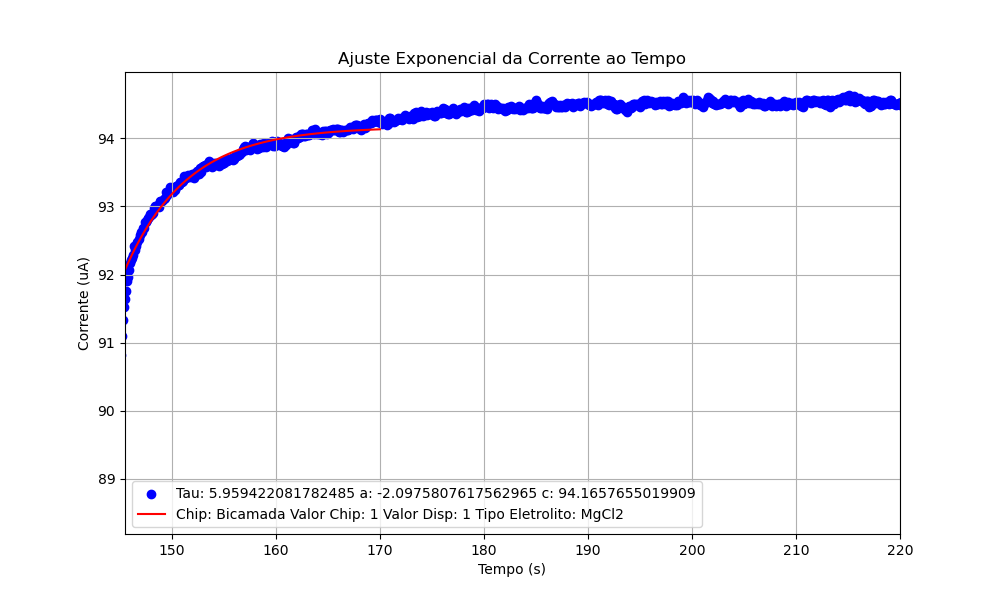 Ajuste Exponencial da Corrente ao Tempo
Corrente (uA)
94
93
92
91
90
89
Tau: 5.959422081782485 a: -2.0975807617562965 c: 94.1657655019909
Chip: Bicamada Valor Chip: 1 Valor Disp: 1 Tipo Eletrolito: MgCl2
150 160 170 180 190 200 210 220
Tempo (s)